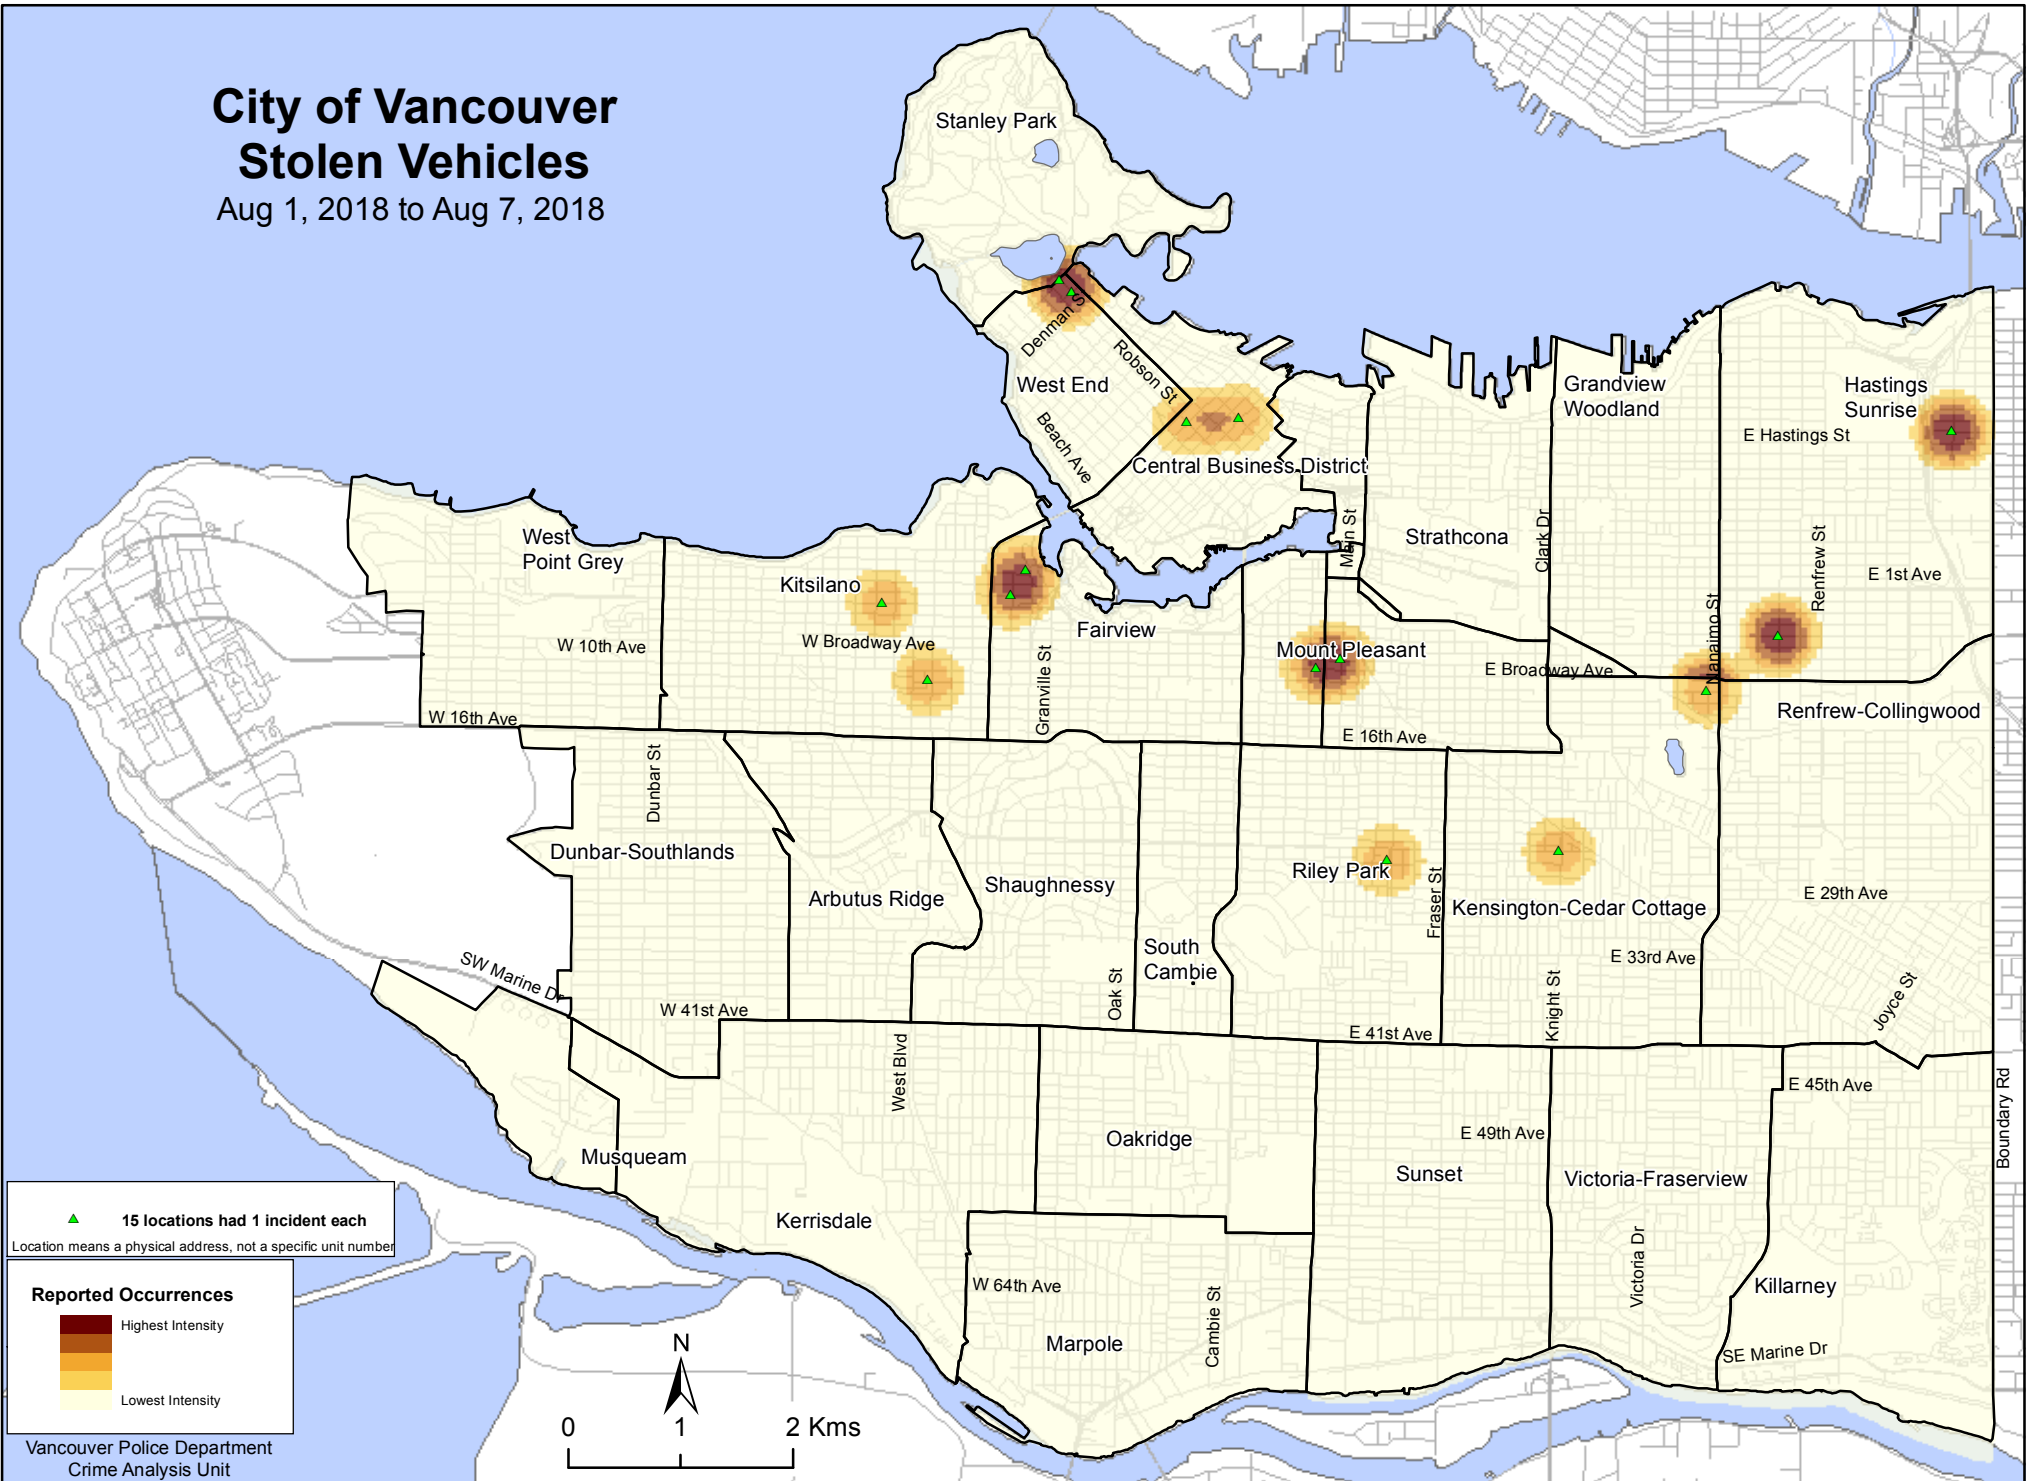 City of Vancouver
Stolen Vehicles
Aug 1, 2018 to Aug 7, 2018
Stanley Park
Denman S
Robson St
West End
Beach Ave
Central Business District
Grandview
Woodland
Hastings
Sunrise
E Hastings St
West
Point Grey
Kitsilano
Main St
Strathcona
Clark Dr
Renfrew St
E 1st Ave
W 10th Ave
W Broadway Ave
Fairview
Granville St
Mount Pleasant
E Broadway Ave
Nanaimo St
W 16th Ave
E 16th Ave
Renfrew-Collingwood
Dunbar St
Dunbar-Southlands
Arbutus Ridge
Shaughnessy
Riley Park
Fraser St
Kensington-Cedar Cottage
E 29th Ave
South
Cambie
SW Marine Dr
W 41st Ave
Oak St
E 33rd Ave
Knight St
Joyce St
E 41st Ave
West Blvd
E 45th Ave
Boundary Rd
Musqueam
Oakridge
E 49th Ave
Sunset
Victoria-Fraserview
Kerrisdale
Victoria Dr
W 64th Ave
Cambie St
Marpole
Killarney
SE Marine Dr
15 locations had 1 incident each
Location means a physical address, not a specific unit number
Reported Occurrences
Highest Intensity
Lowest Intensity
Vancouver Police Department
Crime Analysis Unit
N
0 1 2 Kms